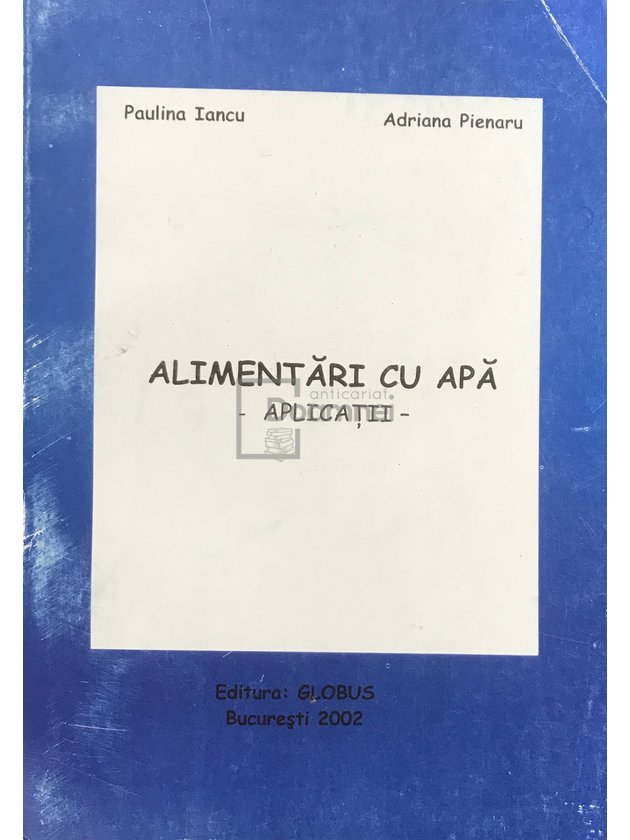 Paulina Iancu
Adriana Pienaru
ALIMENTĂRI CU APĂ
- APLICAȚII -
anticariat
Editura: GLOBUS
București 2002